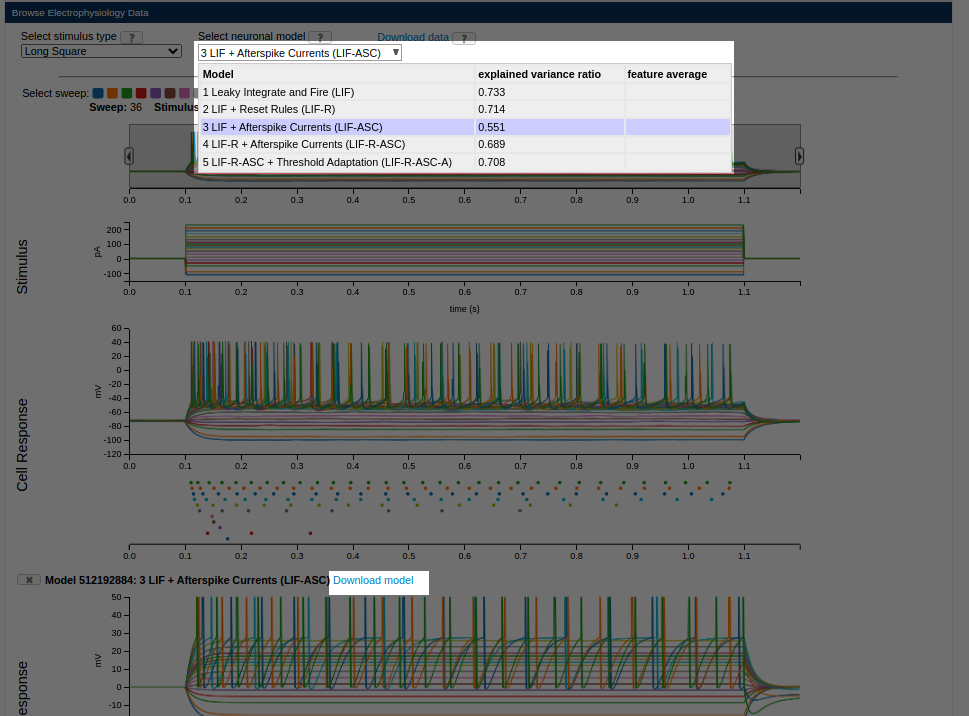 Browse Electrophysiology Data
Select stimulus type ?
Select neuronal model ?
Download data ?
Long Square
3 LIF + Afterspike Currents (LIF-ASC)
Model explained variance ratio feature average
1 Leaky Integrate and Fire (LIF) 0.733
2 LIF + Reset Rules (LIF-R) 0.714
3 LIF + Afterspike Currents (LIF-ASC) 0.551
4 LIF-R + Afterspike Currents (LIF-R-ASC) 0.689
5 LIF-R-ASC + Threshold Adaptation (LIF-R-ASC-A) 0.708
Select sweep:
Sweep: 36 Stimulus
0.0 0.1 0.2 0.3 0.4 0.5 0.6 0.7 0.8 0.9 1.0 1.1
Stimulus
pA
200
100
0
-100
0.0 0.1 0.2 0.3 0.4 0.5 0.6 0.7 0.8 0.9 1.0 1.1
time (s)
Cell Response
mV
60
40
20
0
-20
-40
-60
-80
-100
-120
0.0 0.1 0.2 0.3 0.4 0.5 0.6 0.7 0.8 0.9 1.0 1.1
0.0 0.1 0.2 0.3 0.4 0.5 0.6 0.7 0.8 0.9 1.0 1.1
Model 512192884: 3 LIF + Afterspike Currents (LIF-ASC) Download model
esponse
mV
50
40
30
20
10
0
-10